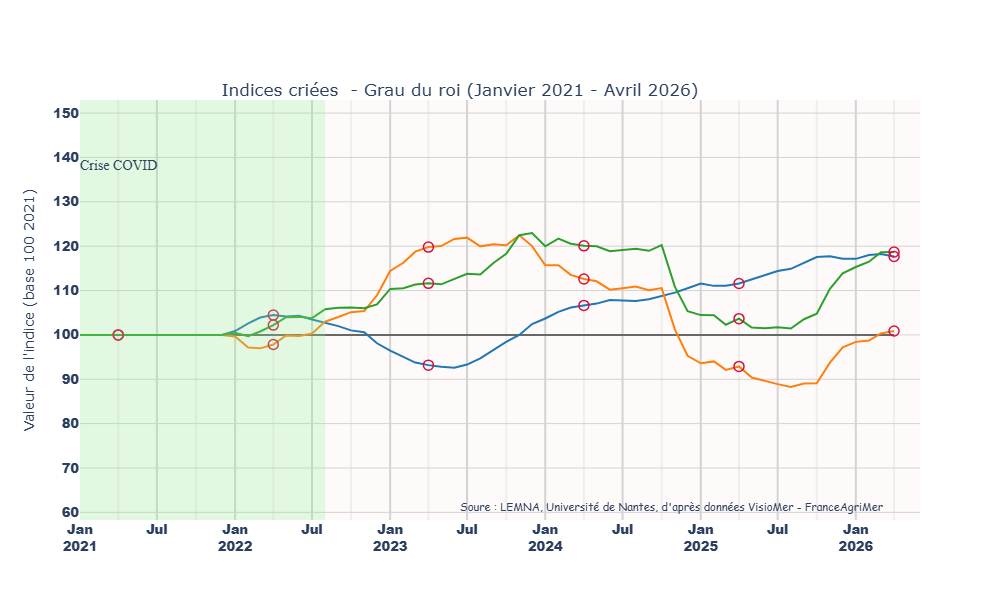 Indices criées  - Grau du roi (Janvier 2021 - Avril 2026)
150
140
Crise COVID
130
120
110
100
90
80
70
60
Valeur de l'Indice (base 100 2021)
Soure : LEMNA, Université de Nantes, d'après données VisioMer - FranceAgriMer
Jan Jul Jan Jul Jan Jul Jan Jul Jan Jul Jan
2021 2022 2023 2024 2025 2026